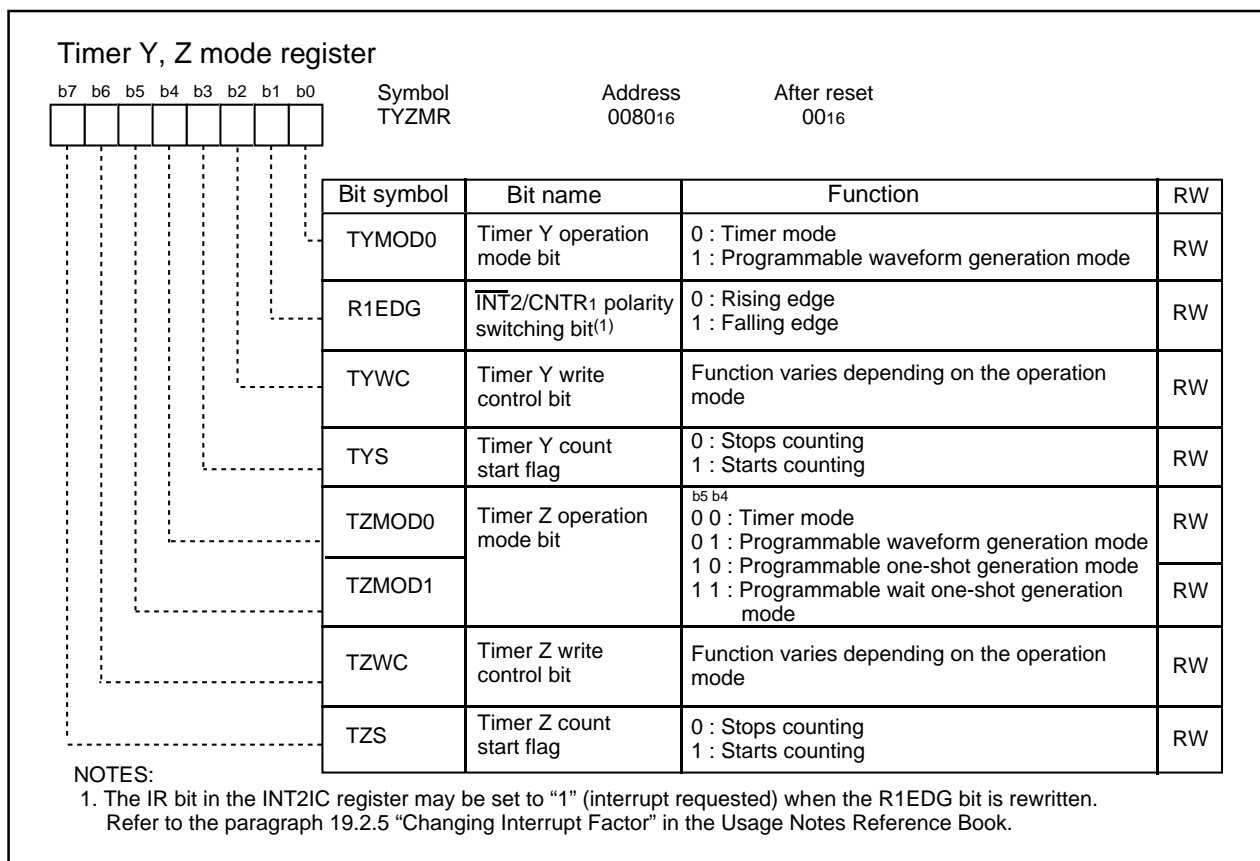 Timer Y, Z mode register
b7 b6 b5 b4 b3 b2 b1 b0
Symbol Address After reset
TYZMR 008016 0016
Bit symbol Bit name Function RW
TYMOD0 Timer Y operation mode bit 0 : Timer mode RW
1 : Programmable waveform generation mode
R1EDG INT2/CNTR1 polarity switching bit(1) 0 : Rising edge RW
1 : Falling edge
TYWC Timer Y write control bit Function varies depending on the operation mode RW
TYS Timer Y count start flag 0 : Stops counting RW
1 : Starts counting
TZMOD0 Timer Z operation mode bit b5 b4 RW
0 0 : Timer mode
0 1 : Programmable waveform generation mode
1 0 : Programmable one-shot generation mode
TZMOD1 1 1 : Programmable wait one-shot generation mode RW
TZWC Timer Z write control bit Function varies depending on the operation mode RW
TZS Timer Z count start flag 0 : Stops counting RW
1 : Starts counting
NOTES:
1. The IR bit in the INT2IC register may be set to “1” (interrupt requested) when the R1EDG bit is rewritten.
Refer to the paragraph 19.2.5 “Changing Interrupt Factor” in the Usage Notes Reference Book.